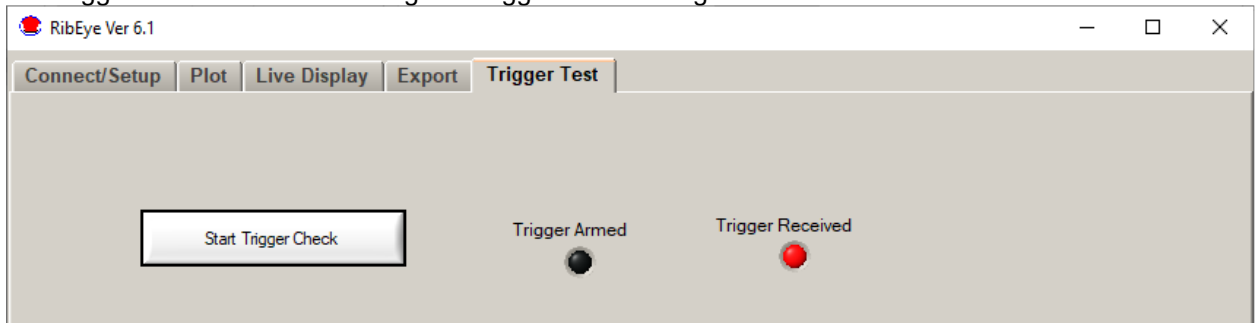 RibEye Ver 6.1
Connect/Setup Plot Live Display Export Trigger Test
Start Trigger Check
Trigger Armed
Trigger Received